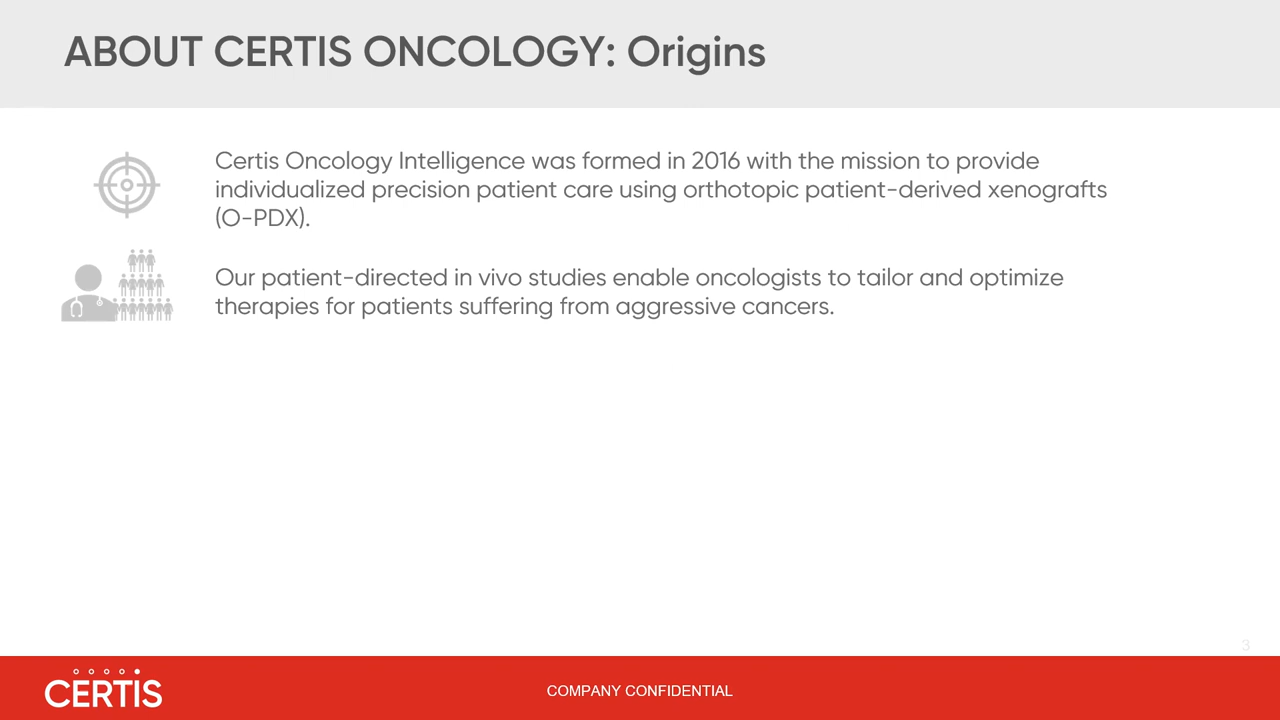 ABOUT CERTIS ONCOLOGY: Origins
Certis Oncology Intelligence was formed in 2016 with the mission to provide
individualized precision patient care using orthotopic patient-derived xenografts
(O-PDX).
Our patient-directed in vivo studies enable oncologists to tailor and optimize
therapies for patients suffering from aggressive cancers.
3
CERTIS
COMPANY CONFIDENTIAL